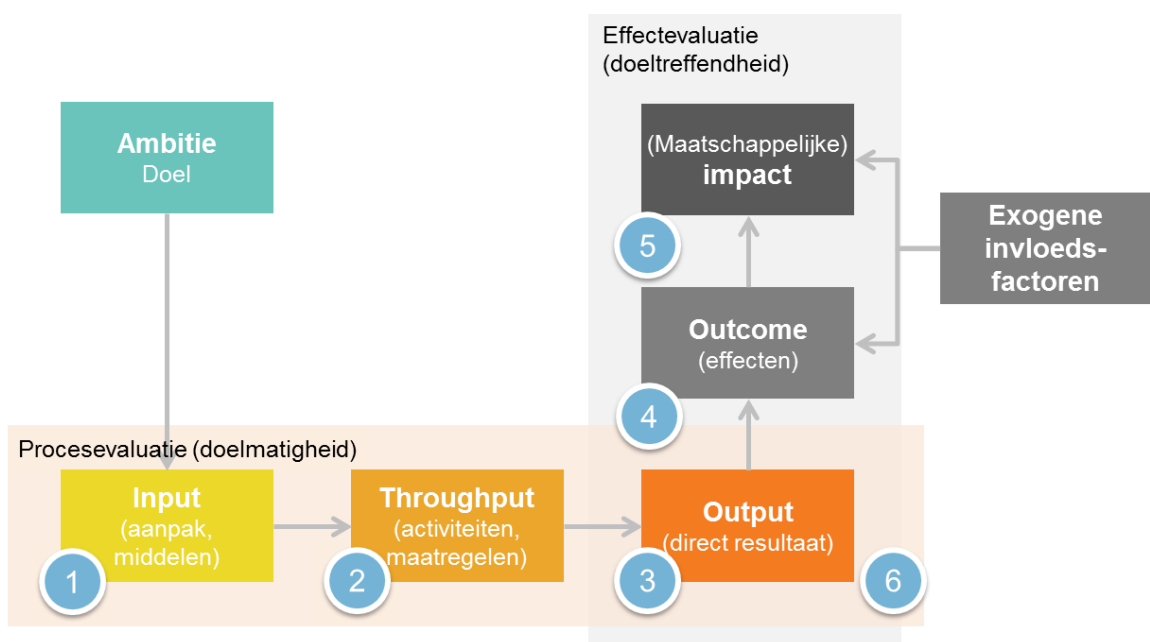 Effectevaluatie
(doeltreffendheid)
Ambitie
Doel
(Maatschappelijke)
impact
Exogene
invloeds-
factoren
5
Outcome
(effecten)
4
Procesevaluatie (doelmatigheid)
Input
(aanpak,
middelen)
1
Throughput
(activiteiten,
maatregelen)
2
Output
(direct resultaat)
3
6